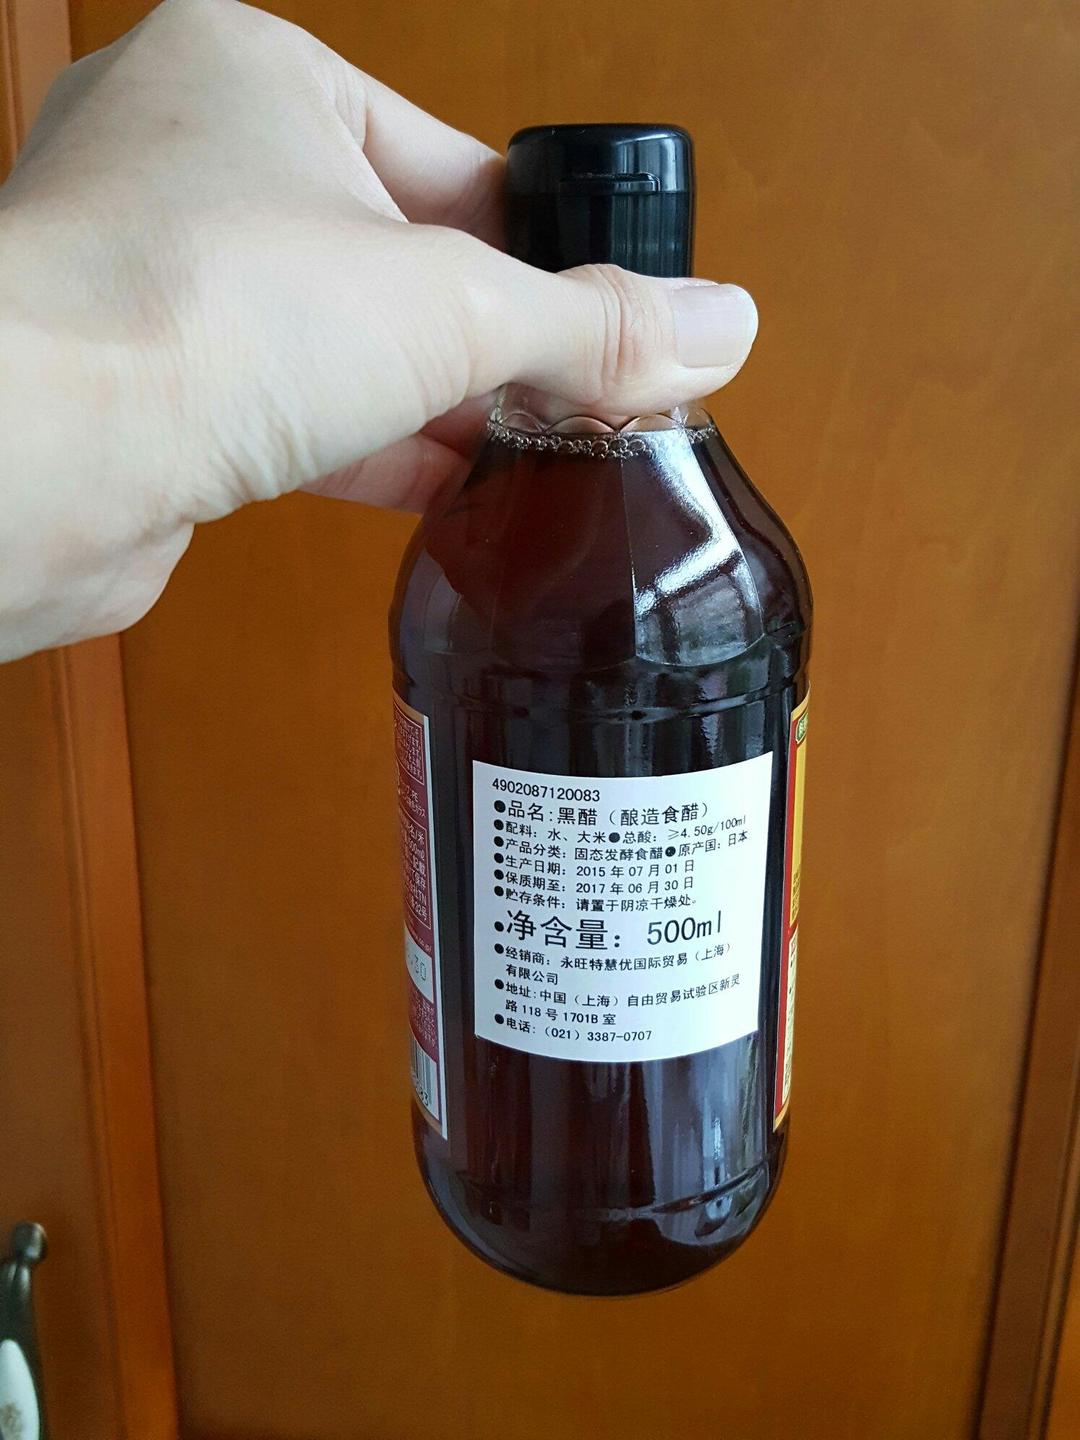 4902087120083
●品名:黑醋（酿造食醋）
●配料: 水、大米●总酸: ≥4.50g/100ml
●产品分类: 固态发酵食醋●原产国: 日本
●生产日期: 2015 年 07 月 01 日
●保质期至: 2017 年 06 月 30 日
●贮存条件: 请置于阴凉干燥处。
●净含量: 500ml
●经销商: 永旺特慧优国际贸易（上海）
有限公司
●地址:中国（上海）自由贸易试验区新灵
路 118 号 1701B 室
●电话:（021）3387-0707